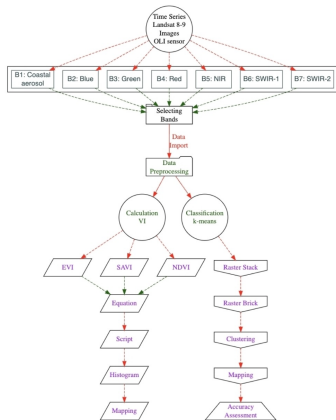 Time Series
Landsat 8-9
Images
OLI sensor
B1: Coastal
aerosol
B2: Blue
B3: Green
B4: Red
B5: NIR
B6: SWIR-1
B7: SWIR-2
Selecting
Bands
Data
Import
Data
Preprocessing
Calculation
VI
Classification
k-means
EVI
SAVI
NDVI
Raster Stack
Equation
Raster Brick
Script
Clustering
Histogram
Mapping
Mapping
Accuracy
Assessment